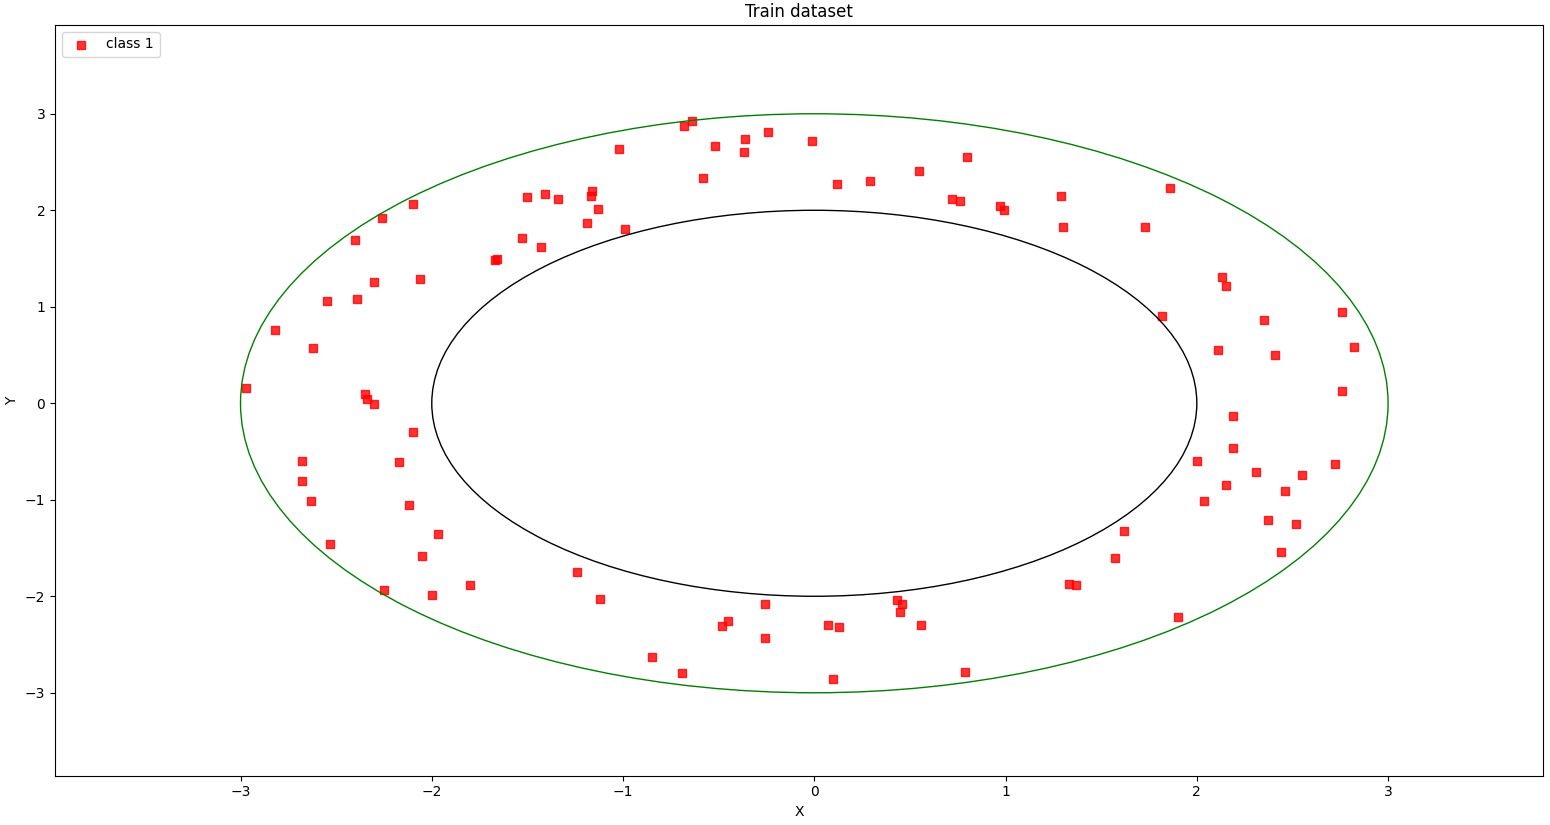 Train dataset
class 1
3
2
1
0
−1
−2
−3
Y
−3 −2 −1 0 1 2 3
X